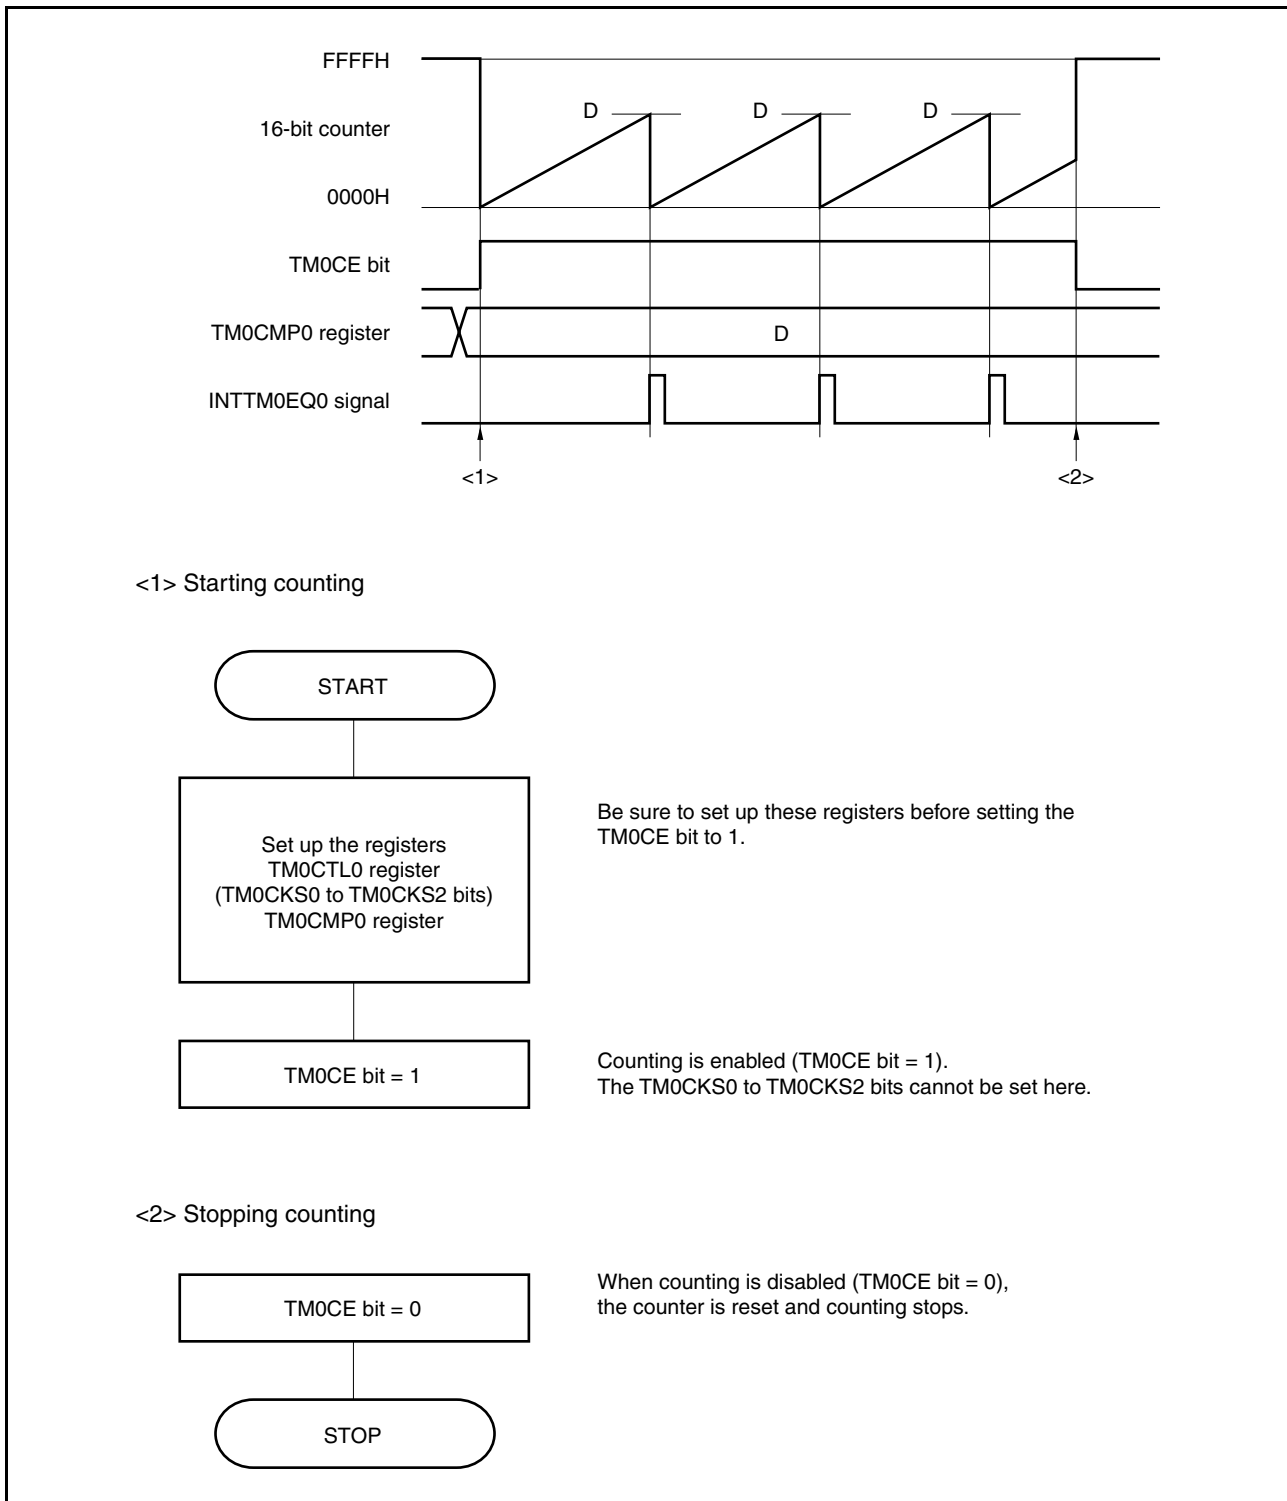 FFFFH
D D D
16-bit counter
0000H
TM0CE bit
TM0CMP0 register
D
INTTM0EQ0 signal
<1> <2>
<1> Starting counting
START
Set up the registers
TM0CTL0 register
(TM0CKS0 to TM0CKS2 bits)
TM0CMP0 register
Be sure to set up these registers before setting the
TM0CE bit to 1.
TM0CE bit = 1
Counting is enabled (TM0CE bit = 1).
The TM0CKS0 to TM0CKS2 bits cannot be set here.
<2> Stopping counting
TM0CE bit = 0
When counting is disabled (TM0CE bit = 0),
the counter is reset and counting stops.
STOP